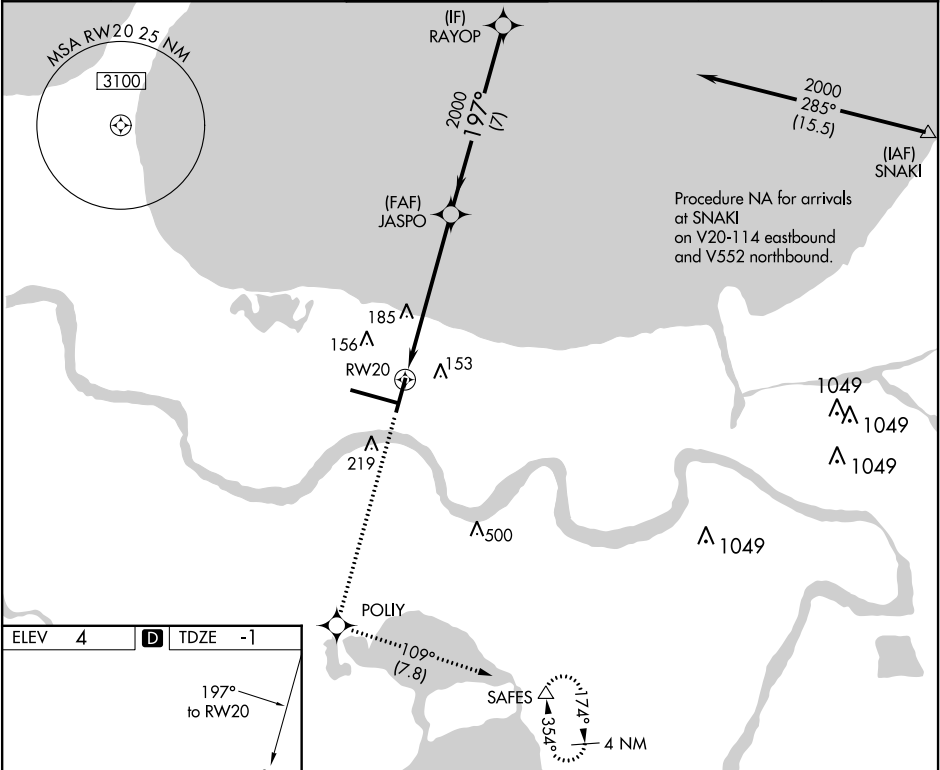 MSA RW20 25 NM
3100
(IF)
RAYOP
2000
197°
(7)
2000
285°
(15.5)
(IAF)
SNAKI
(FAF)
JASPO
Procedure NA for arrivals
at SNAKI
on V20-114 eastbound
and V552 northbound.
185
156
RW20
153
1049
1049
1049
219
500
1049
POLIY
109°
(7.8)
SAFES
174°
354°
4 NM
ELEV 4 D TDZE -1
197°
to RW20